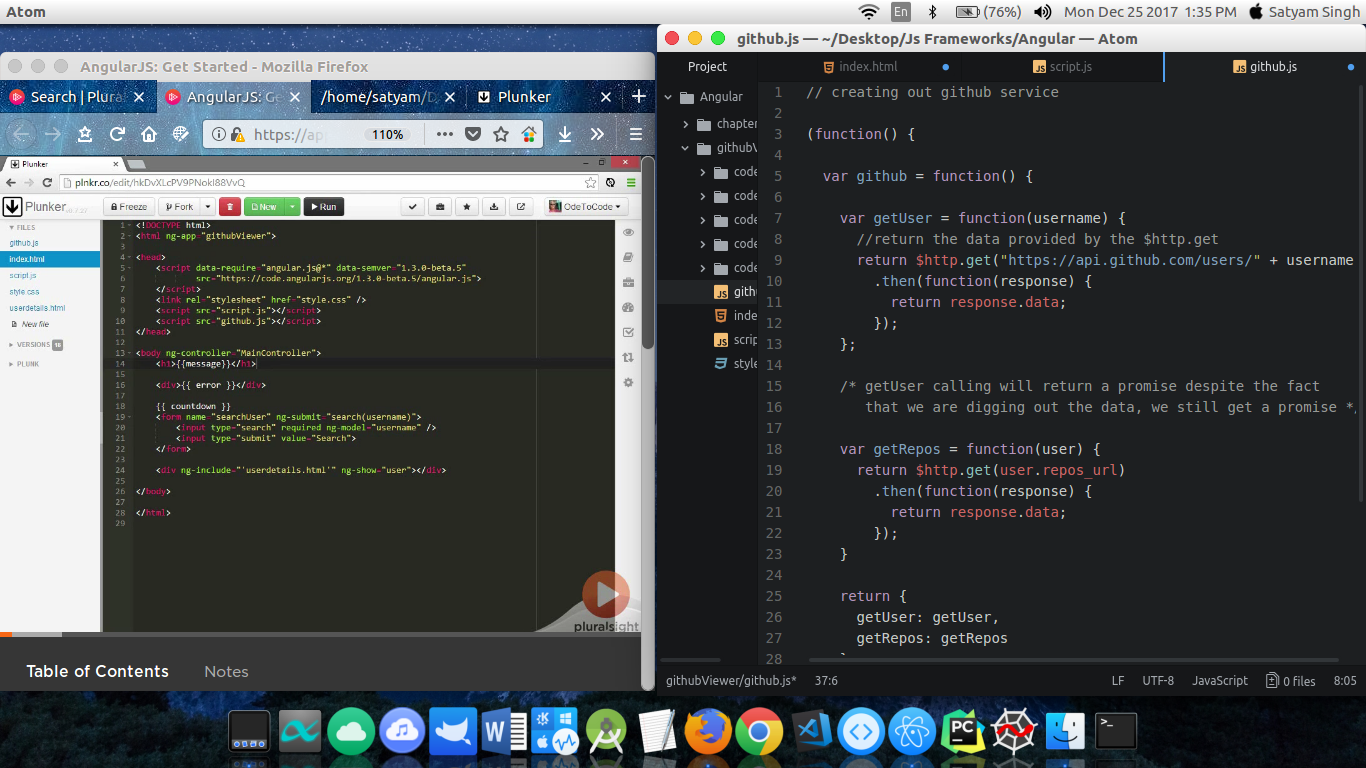 Atom
En
(76%)
Mon Dec 25 2017 1:35 PM
Satyam Singh
AngularJS: Get Started - Mozilla Firefox
Search | Plura
AngularJS: Ge
/home/satyam/D
Plunker
https://ap
110%
Plunker
plnkr.co/edit/hkDvXLcPV9PNokI88VvQ
Plunker
Freeze
Fork
New
Run
OdeToCode
FILES
github.js
index.html
script.js
style.css
userdetails.html
New file
VERSIONS 16
PLUNK
1 <!DOCTYPE html>
2 <html ng-app="githubViewer">
3
4 <head>
5 <script data-require="angular.js@*" data-semver="1.3.0-beta.5"
6 src="https://code.angularjs.org/1.3.0-beta.5/angular.js">
7 </script>
8 <link rel="stylesheet" href="style.css" />
9 <script src="script.js"></script>
10 <script src="github.js"></script>
11 </head>
12
13 <body ng-controller="MainController">
14 <h1>{{message}}</h1>
15
16 <div>{{ error }}</div>
17
18 {{ countdown }}
19 <form name="searchUser" ng-submit="search(username)">
20 <input type="search" required ng-model="username" />
21 <input type="submit" value="Search">
22 </form>
23
24 <div ng-include="'userdetails.html'" ng-show="user"></div>
25
26 </body>
27
28 </html>
29
pluralsight
Table of Contents
Notes
github.js — ~/Desktop/Js Frameworks/Angular — Atom
Project
index.html
script.js
github.js
Angular
chapter
githubV
code
code
code
code
code
gith
inde
scrip
style
1 // creating out github service
2
3 (function() {
4
5 var github = function() {
6
7 var getUser = function(username) {
8 //return the data provided by the $http.get
9 return $http.get("https://api.github.com/users/" + username
10 .then(function(response) {
11 return response.data;
12 });
13 };
14
15 /* getUser calling will return a promise despite the fact
16 that we are digging out the data, we still get a promise *
17
18 var getRepos = function(user) {
19 return $http.get(user.repos_url)
20 .then(function(response) {
21 return response.data;
22 });
23 }
24
25 return {
26 getUser: getUser,
27 getRepos: getRepos
28
githubViewer/github.js*
37:6
LF
UTF-8
JavaScript
0 files
8:05
W
PC
>_